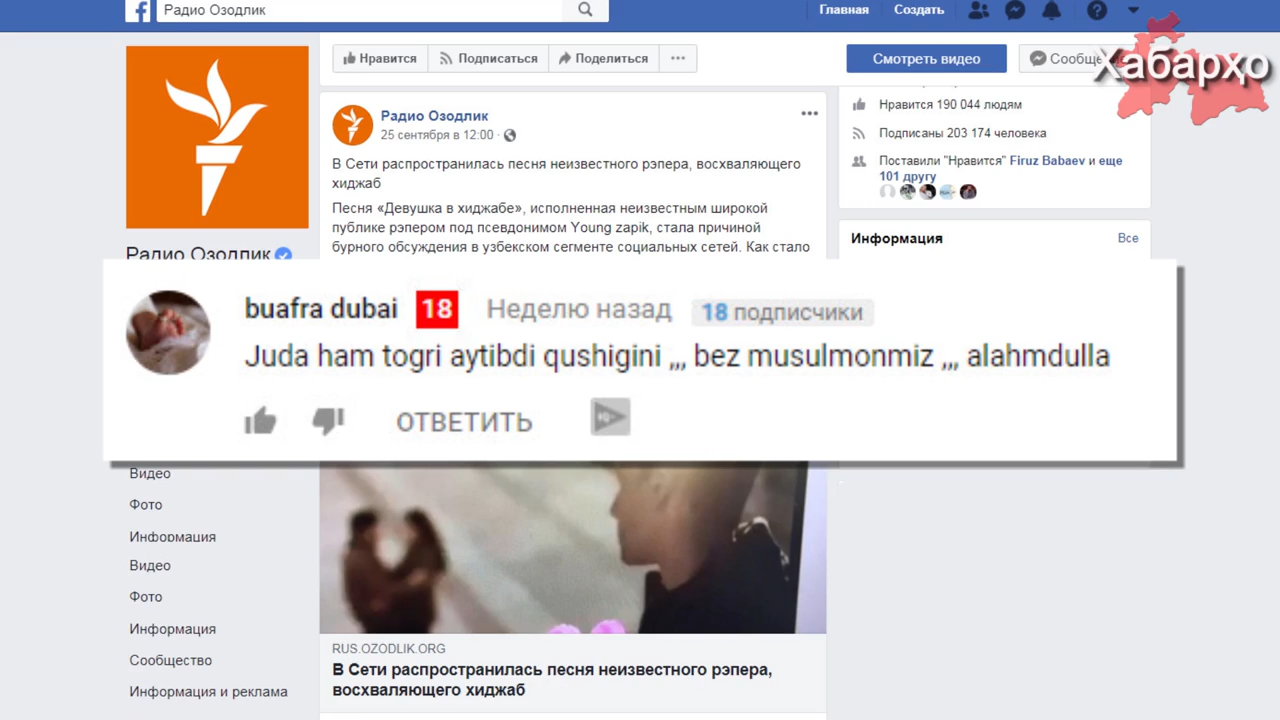 Радио Озодлик
Главная
Создать
Нравится
Подписаться
Поделиться
Смотреть видео
Сообще
Хабарҳо
Радио Озодлик
25 сентября в 12:00 ·
В Сети распространилась песня неизвестного рэпера, восхваляющего
хиджаб
Песня «Девушка в хиджабе», исполненная неизвестным широкой
публике рэпером под псевдонимом Young zapik, стала причиной
бурного обсуждения в узбекском сегменте социальных сетей. Как стало
Нравится 190 044 людям
Подписаны 203 174 человека
Поставили "Нравится" Firuz Babaev и еще
101 другу
Информация
Все
Радио Озодлик
buafra dubai 18 Неделю назад 18 подписчики
Juda ham togri aytibdi qushigini ,,, bez musulmonmiz ,,, alahmdulla
ОТВЕТИТЬ
Видео
Фото
Информация
Видео
Фото
Информация
Сообщество
Информация и реклама
RUS.OZODLIK.ORG
В Сети распространилась песня неизвестного рэпера,
восхваляющего хиджаб